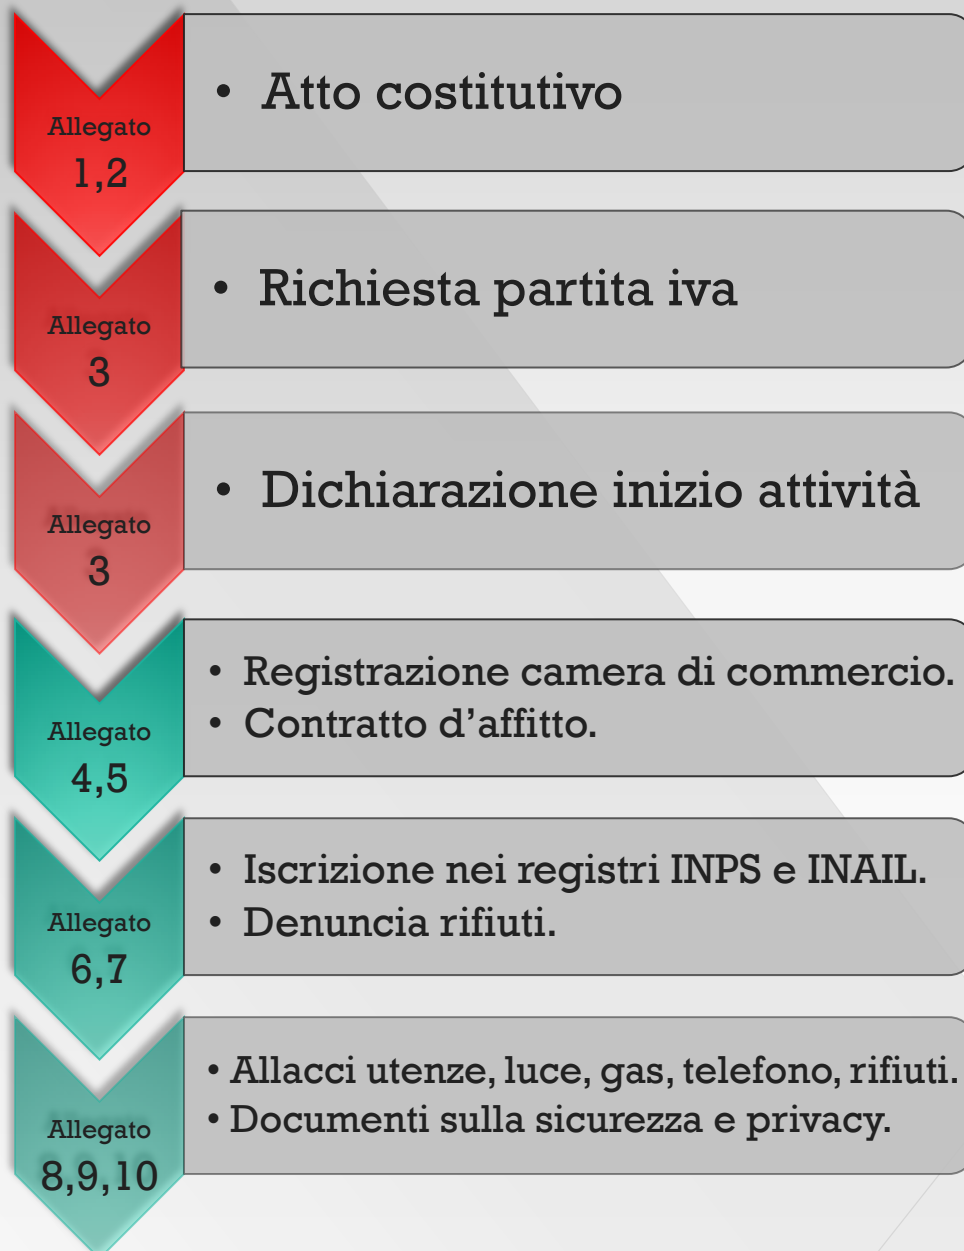 Allegato
1,2
• Atto costitutivo
Allegato
3
• Richiesta partita iva
Allegato
3
• Dichiarazione inizio attività
Allegato
4,5
• Registrazione camera di commercio.
• Contratto d’affitto.
Allegato
6,7
• Iscrizione nei registri INPS e INAIL.
• Denuncia rifiuti.
Allegato
8,9,10
• Allacci utenze, luce, gas, telefono, rifiuti.
• Documenti sulla sicurezza e privacy.